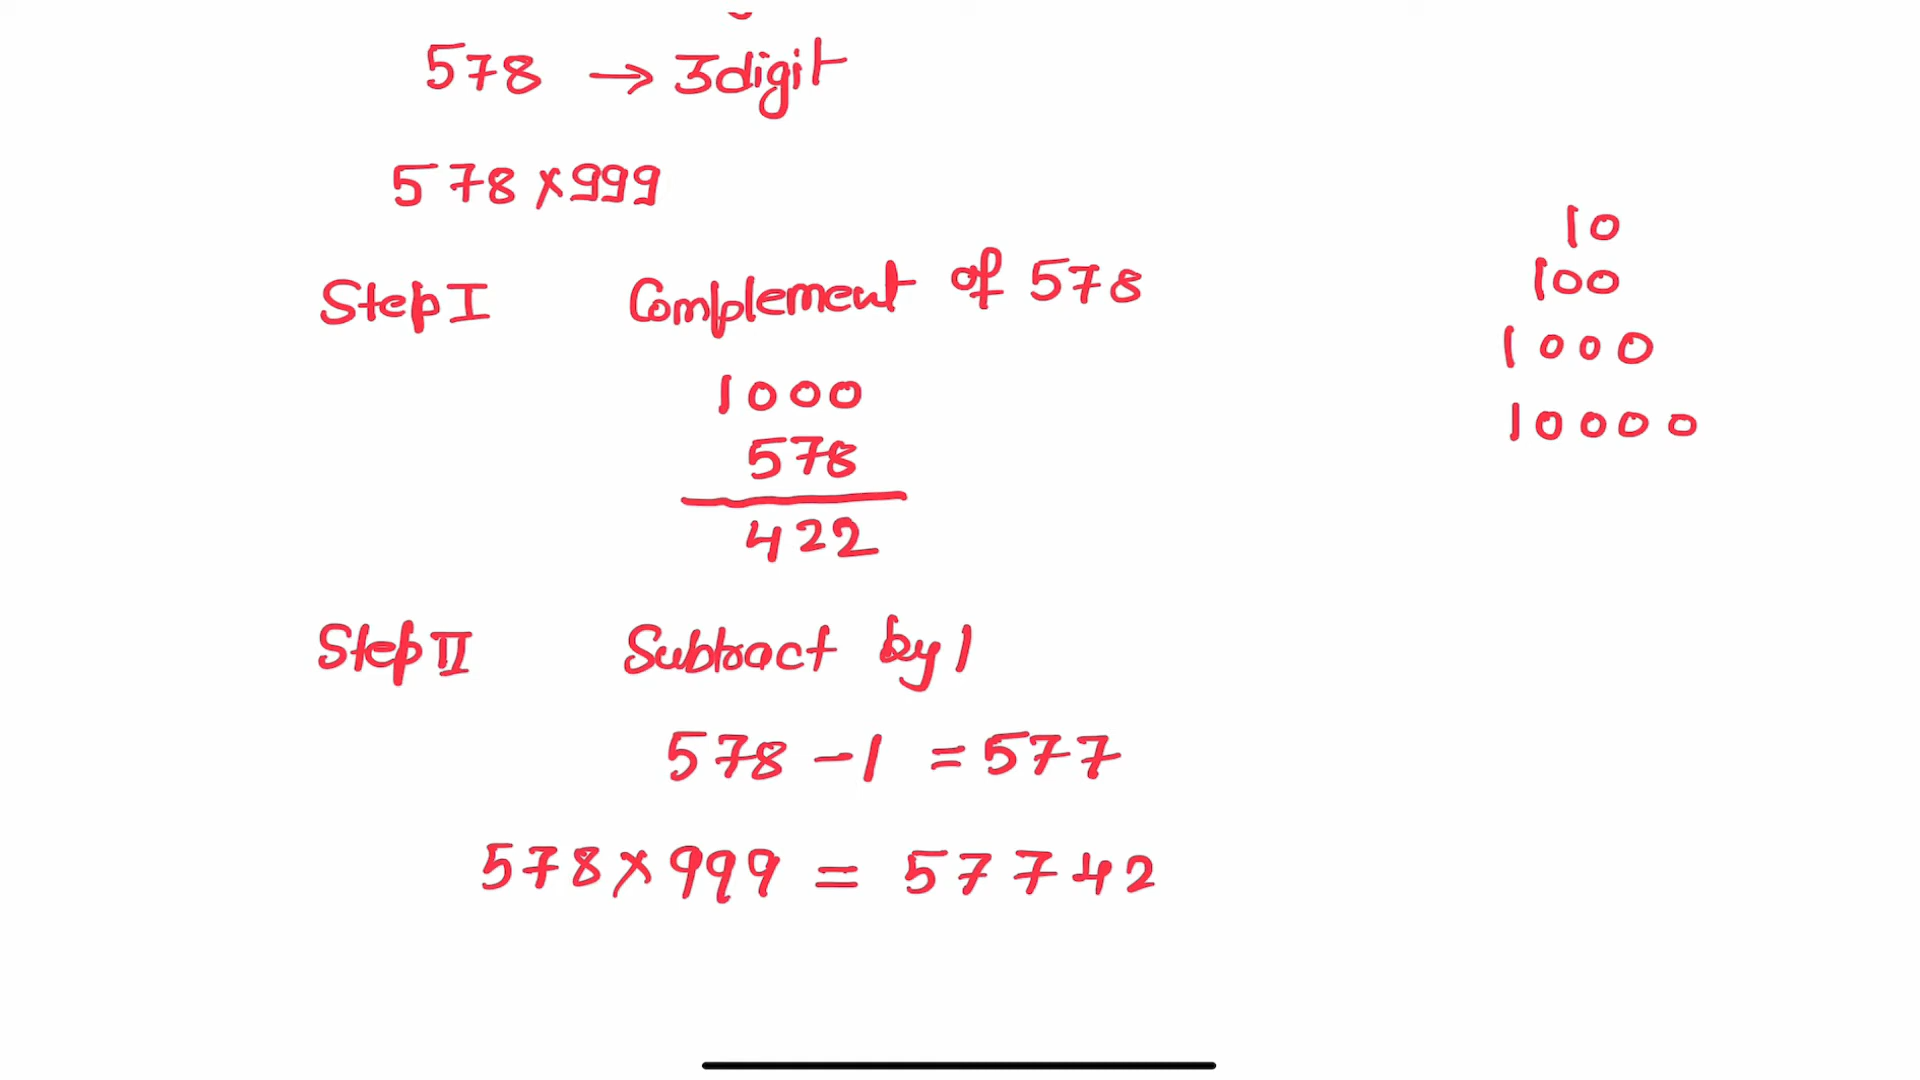 578 → 3digit
578 × 999
Step I Complement of 578
1000
578
422
Step II Subtract by 1
578 - 1 = 577
578 × 999 = 57742
10
100
1000
10000